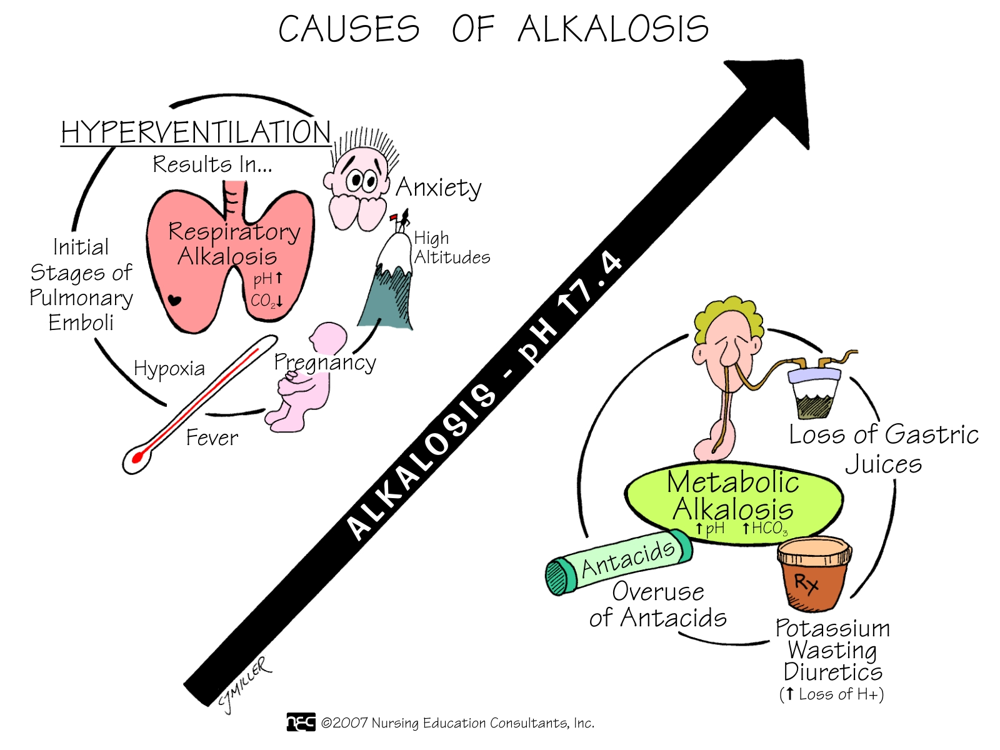 CAUSES OF ALKALOSIS
HYPERVENTILATION
Results In...
Respiratory
Alkalosis
pH ↑
CO₂↓
Anxiety
High
Altitudes
Pregnancy
Fever
Hypoxia
Initial
Stages of
Pulmonary
Emboli
ALKALOSIS - pH ↑7.4
Loss of Gastric
Juices
Metabolic
Alkalosis
↑pH ↑HCO₃
Antacids
Overuse
of Antacids
Rx
Potassium
Wasting
Diuretics
(↑ Loss of H+)
CJMILLER
nec ©2007 Nursing Education Consultants, Inc.